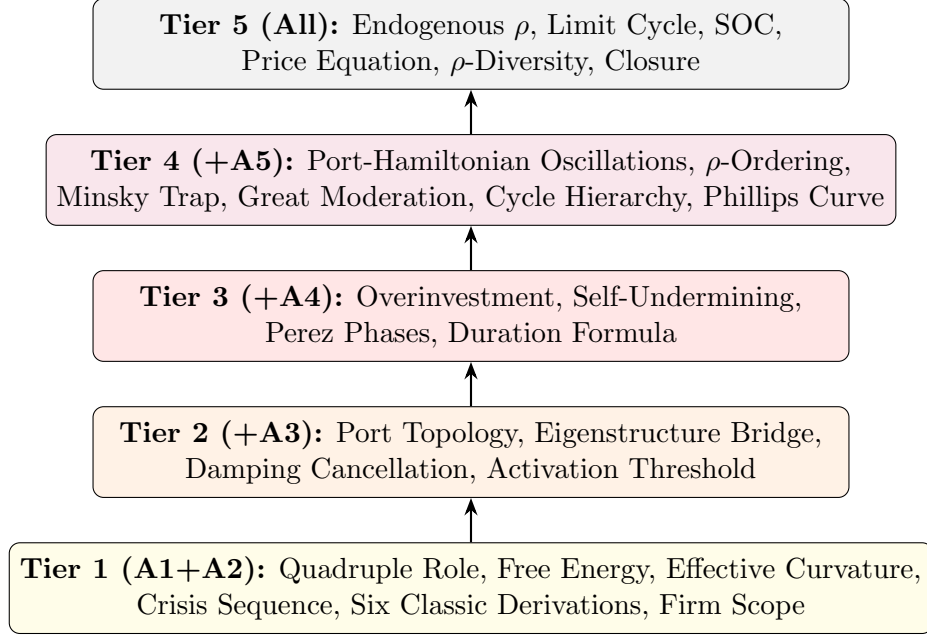 Tier 5 (All): Endogenous ρ, Limit Cycle, SOC,
Price Equation, ρ-Diversity, Closure
Tier 4 (+A5): Port-Hamiltonian Oscillations, ρ-Ordering,
Minsky Trap, Great Moderation, Cycle Hierarchy, Phillips Curve
Tier 3 (+A4): Overinvestment, Self-Undermining,
Perez Phases, Duration Formula
Tier 2 (+A3): Port Topology, Eigenstructure Bridge,
Damping Cancellation, Activation Threshold
Tier 1 (A1+A2): Quadruple Role, Free Energy, Effective Curvature,
Crisis Sequence, Six Classic Derivations, Firm Scope